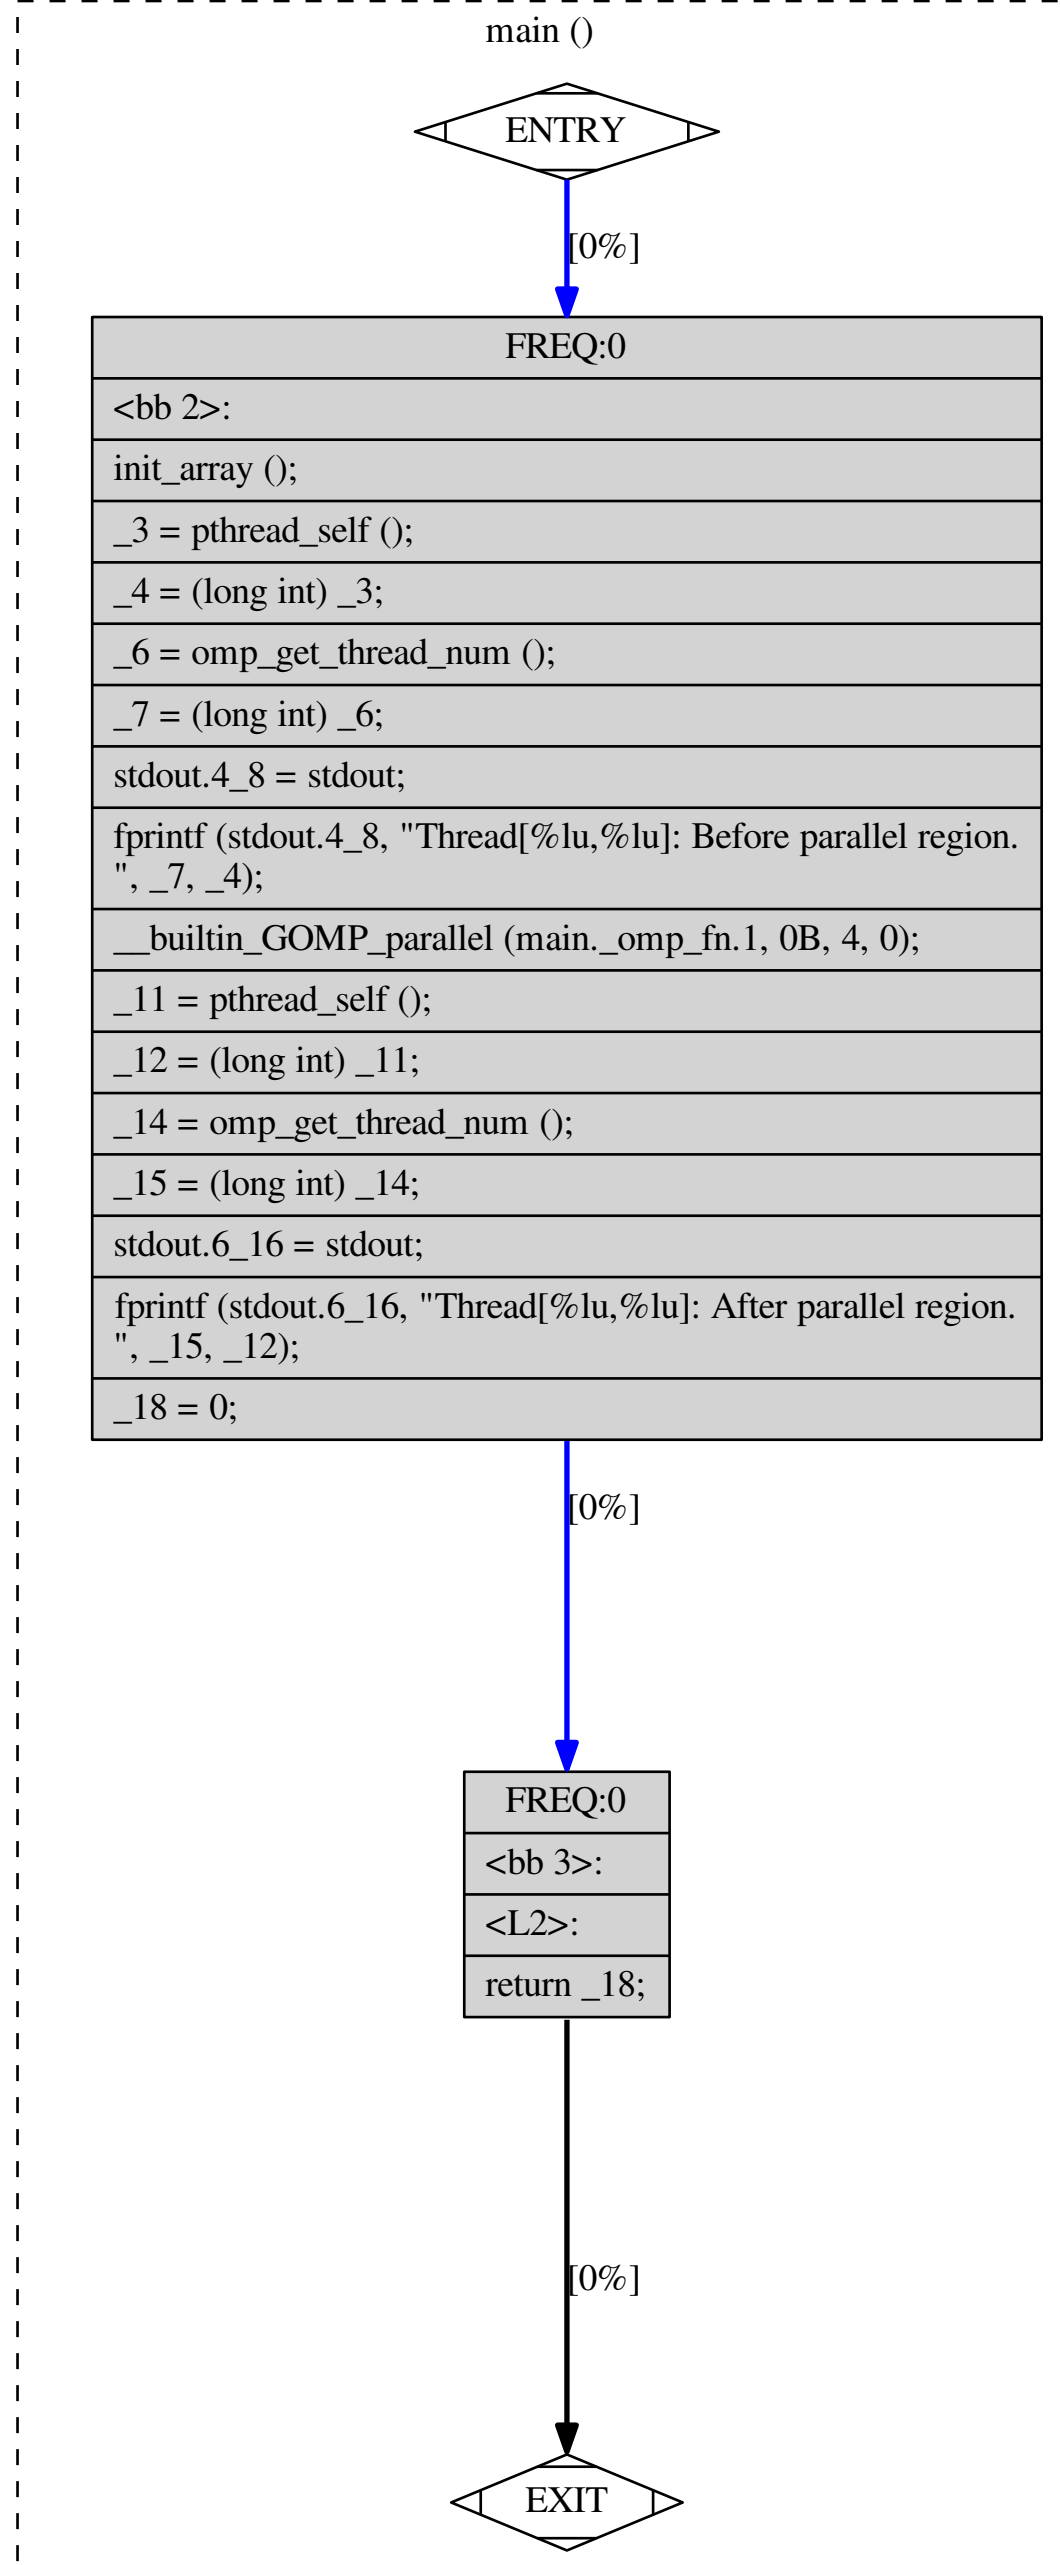 main ()
ENTRY
[0%]
FREQ:0
<bb 2>:
init_array ();
_3 = pthread_self ();
_4 = (long int) _3;
_6 = omp_get_thread_num ();
_7 = (long int) _6;
stdout.4_8 = stdout;
fprintf (stdout.4_8, "Thread[%lu,%lu]: Before parallel region.
", _7, _4);
__builtin_GOMP_parallel (main._omp_fn.1, 0B, 4, 0);
_11 = pthread_self ();
_12 = (long int) _11;
_14 = omp_get_thread_num ();
_15 = (long int) _14;
stdout.6_16 = stdout;
fprintf (stdout.6_16, "Thread[%lu,%lu]: After parallel region.
", _15, _12);
_18 = 0;
[0%]
FREQ:0
<bb 3>:
<L2>:
return _18;
[0%]
EXIT